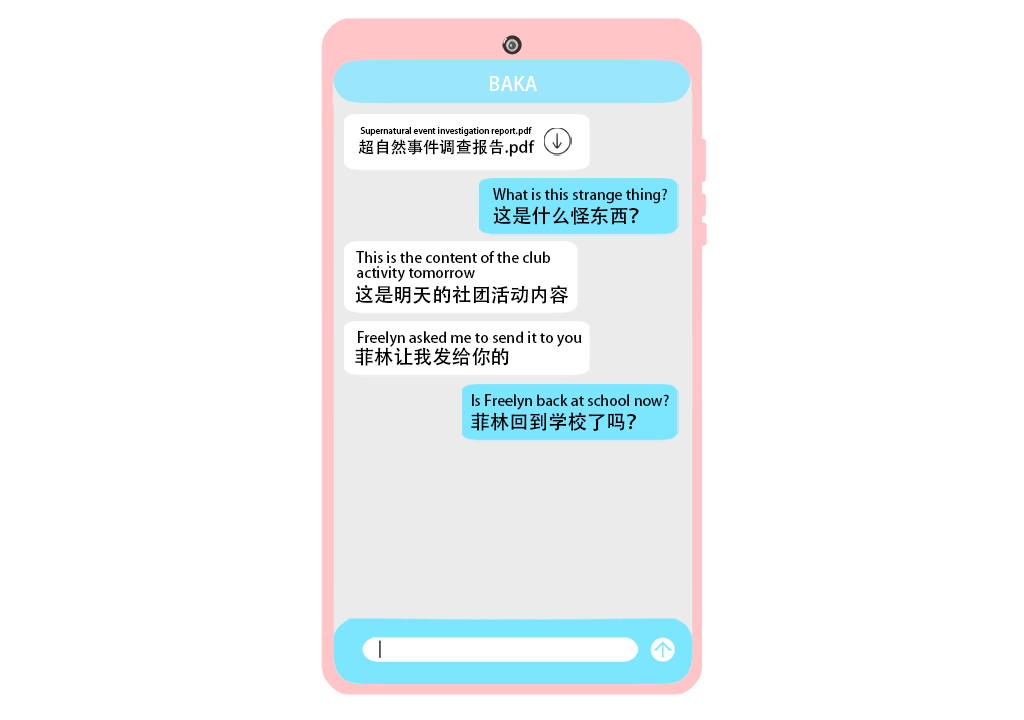 BAKA
Supernatural event investigation report.pdf
超自然事件调查报告.pdf
What is this strange thing?
这是什么怪东西?
This is the content of the club
activity tomorrow
这是明天的社团活动内容
Freelyn asked me to send it to you
菲林让我发给你的
Is Freelyn back at school now?
菲林回到学校了吗?